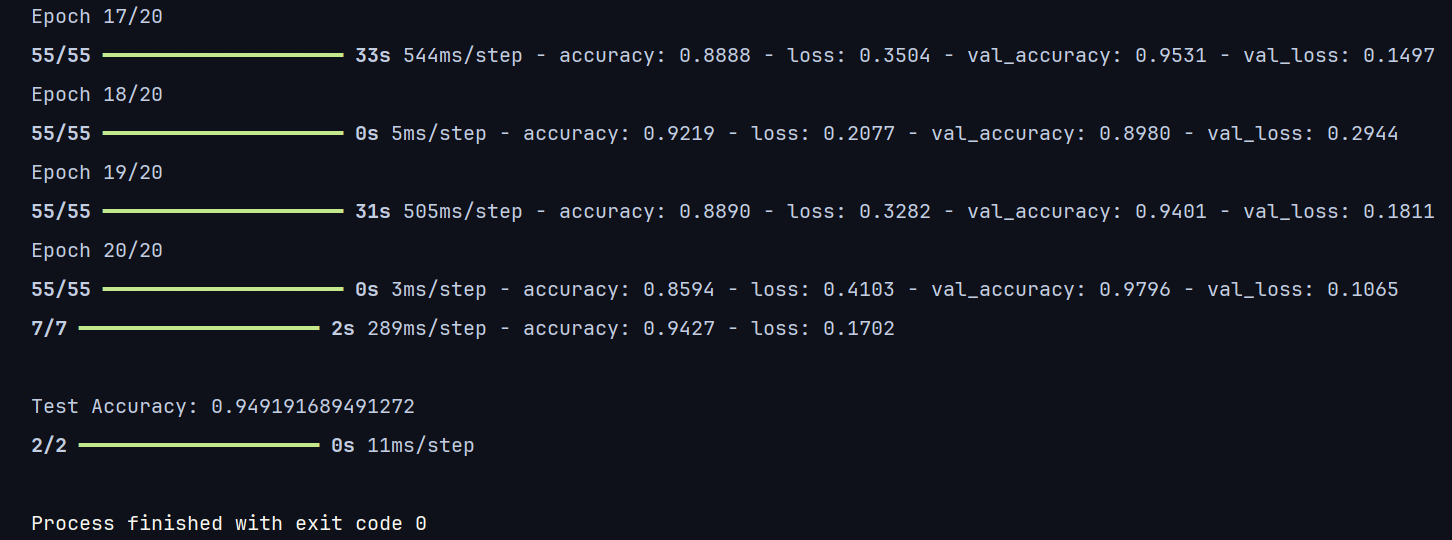 Epoch 17/20
55/55 ━━━━━━━━━━━━━━━━━━━━ 33s 544ms/step - accuracy: 0.8888 - loss: 0.3504 - val_accuracy: 0.9531 - val_loss: 0.1497
Epoch 18/20
55/55 ━━━━━━━━━━━━━━━━━━━━ 0s 5ms/step - accuracy: 0.9219 - loss: 0.2077 - val_accuracy: 0.8980 - val_loss: 0.2944
Epoch 19/20
55/55 ━━━━━━━━━━━━━━━━━━━━ 31s 505ms/step - accuracy: 0.8890 - loss: 0.3282 - val_accuracy: 0.9401 - val_loss: 0.1811
Epoch 20/20
55/55 ━━━━━━━━━━━━━━━━━━━━ 0s 3ms/step - accuracy: 0.8594 - loss: 0.4103 - val_accuracy: 0.9796 - val_loss: 0.1065
7/7 ━━━━━━━━━━━━━━━━━━━━ 2s 289ms/step - accuracy: 0.9427 - loss: 0.1702
Test Accuracy: 0.949191689491272
2/2 ━━━━━━━━━━━━━━━━━━━━ 0s 11ms/step
Process finished with exit code 0